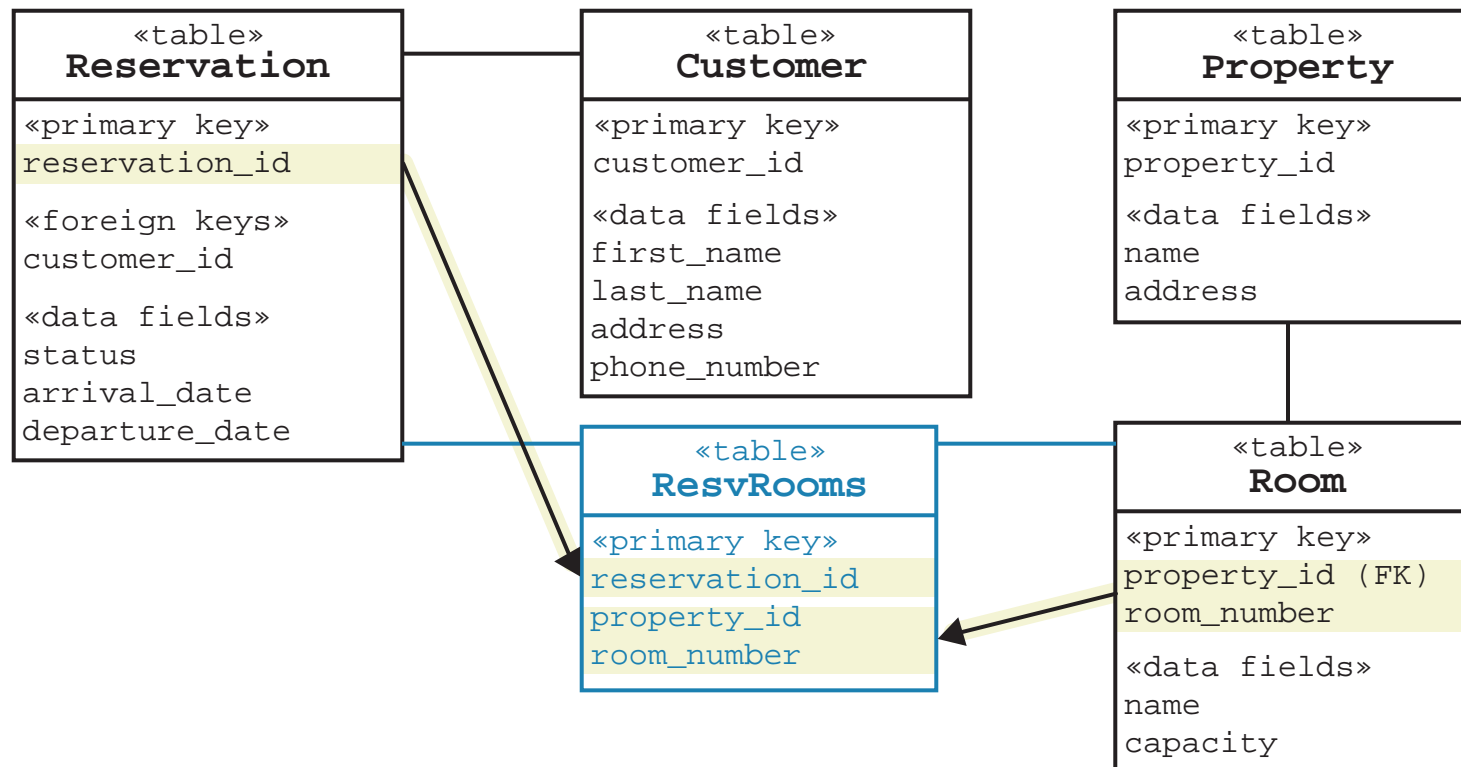 «table»
Reservation
«primary key»
reservation_id
«foreign keys»
customer_id
«data fields»
status
arrival_date
departure_date
«table»
Customer
«primary key»
customer_id
«data fields»
first_name
last_name
address
phone_number
«table»
Property
«primary key»
property_id
«data fields»
name
address
«table»
ResvRooms
«primary key»
reservation_id
property_id
room_number
«table»
Room
«primary key»
property_id (FK)
room_number
«data fields»
name
capacity